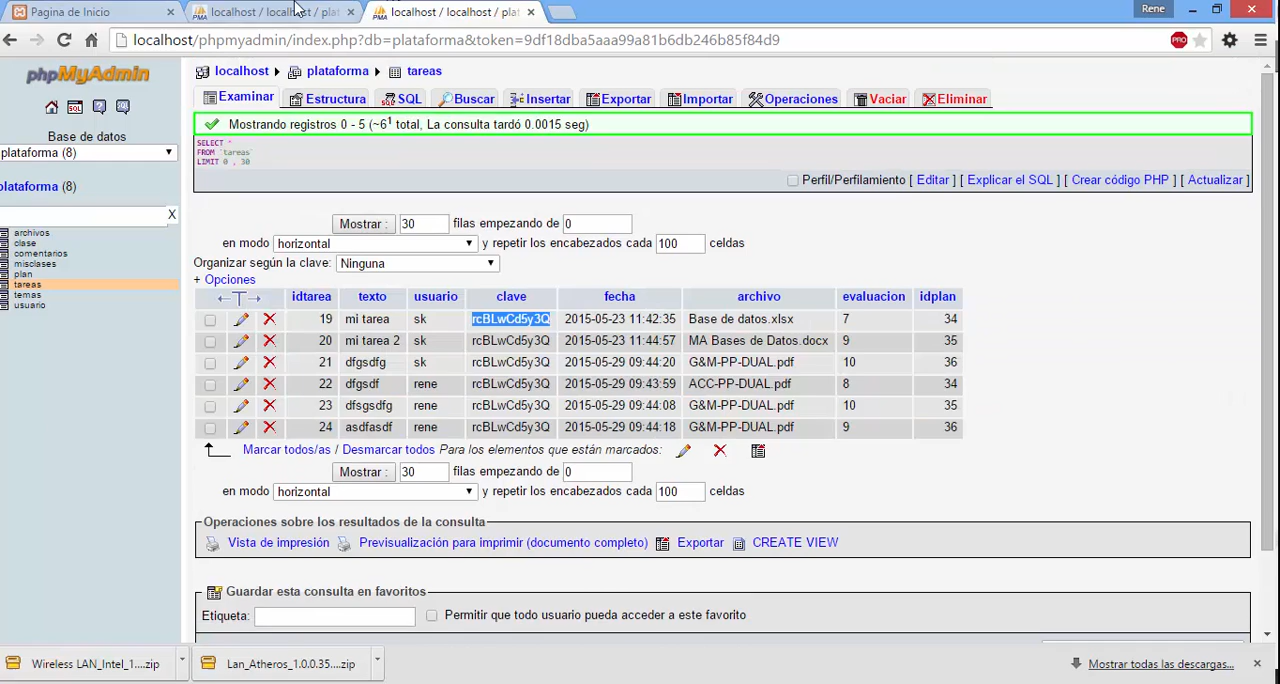 Pagina de Inicio × localhost / localhost / plat × localhost / localhost / plat × Rene
localhost/phpmyadmin/index.php?db=plataforma&token=9df18dba5aaa99a81b6db246b85f84d9 PRO
phpMyAdmin
localhost ▸ plataforma ▸ tareas
Examinar Estructura SQL Buscar Insertar Exportar Importar Operaciones Vaciar Eliminar
Base de datos
plataforma (8)
plataforma (8)
X
archivos
clase
comentarios
misclases
plan
tareas
temas
usuario
Mostrando registros 0 - 5 (~6¹ total, La consulta tardó 0.0015 seg)
SELECT *
FROM `tareas`
LIMIT 0 , 30
Perfil/Perfilamiento [ Editar ] [ Explicar el SQL ] [ Crear código PHP ] [ Actualizar ]
Mostrar : 30 filas empezando de 0
en modo horizontal y repetir los encabezados cada 100 celdas
Organizar según la clave: Ninguna
+ Opciones
←T→ idtarea texto usuario clave fecha archivo evaluacion idplan
19 mi tarea sk rcBLwCd5y3Q 2015-05-23 11:42:35 Base de datos.xlsx 7 34
20 mi tarea 2 sk rcBLwCd5y3Q 2015-05-23 11:44:57 MA Bases de Datos.docx 9 35
21 dfgsdfg sk rcBLwCd5y3Q 2015-05-29 09:44:20 G&M-PP-DUAL.pdf 10 36
22 dfgsdf rene rcBLwCd5y3Q 2015-05-29 09:43:59 ACC-PP-DUAL.pdf 8 34
23 dfsgsdfg rene rcBLwCd5y3Q 2015-05-29 09:44:08 G&M-PP-DUAL.pdf 10 35
24 asdfasdf rene rcBLwCd5y3Q 2015-05-29 09:44:18 G&M-PP-DUAL.pdf 9 36
Marcar todos/as / Desmarcar todos Para los elementos que están marcados:
Mostrar : 30 filas empezando de 0
en modo horizontal y repetir los encabezados cada 100 celdas
Operaciones sobre los resultados de la consulta
Vista de impresión Previsualización para imprimir (documento completo) Exportar CREATE VIEW
Guardar esta consulta en favoritos
Etiqueta: Permitir que todo usuario pueda acceder a este favorito
Wireless LAN_Intel_1....zip Lan_Atheros_1.0.0.35....zip Mostrar todas las descargas... ×